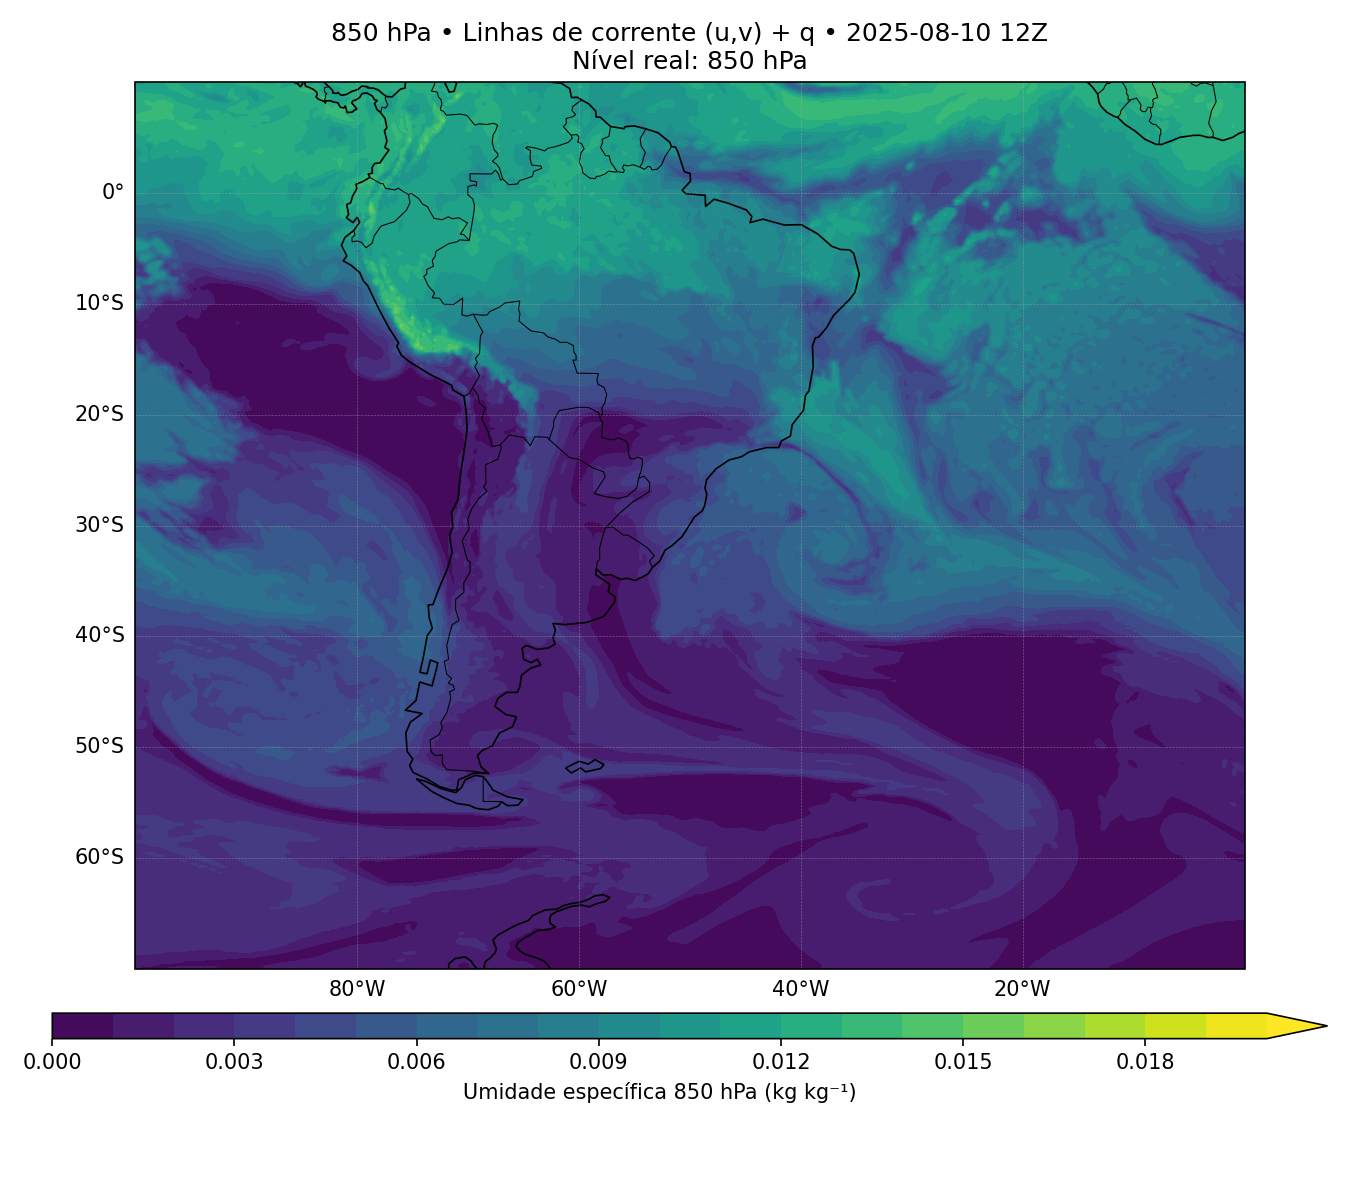 850 hPa • Linhas de corrente (u,v) + q • 2025-08-10 12Z
Nível real: 850 hPa
0°
10°S
20°S
30°S
40°S
50°S
60°S
80°W 60°W 40°W 20°W
0.000 0.003 0.006 0.009 0.012 0.015 0.018
Umidade específica 850 hPa (kg kg⁻¹)